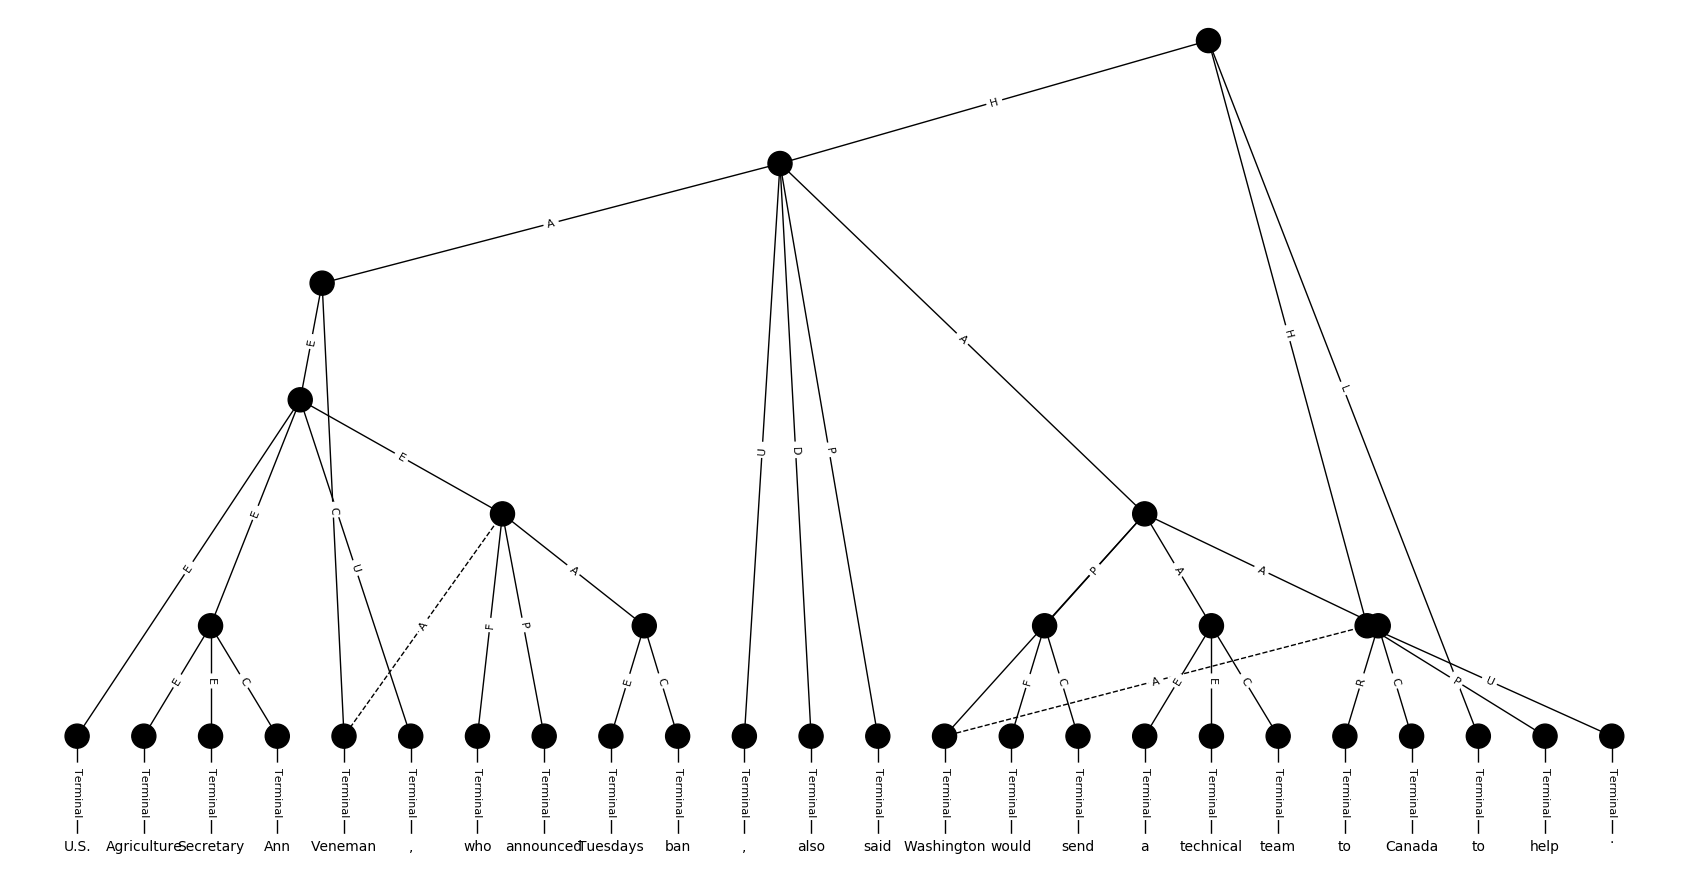 H
A
E
H
A
L
E
U D P
E C
E U A A A
E P
A F P
E E C E C F C A E E C R C P U
Terminal Terminal Terminal Terminal Terminal Terminal Terminal Terminal Terminal Terminal Terminal Terminal Terminal Terminal Terminal Terminal Terminal Terminal Terminal Terminal Terminal Terminal Terminal Terminal
U.S. Agriculture Secretary Ann Veneman , who announced Tuesdays ban , also said Washington would send a technical team to Canada to help .